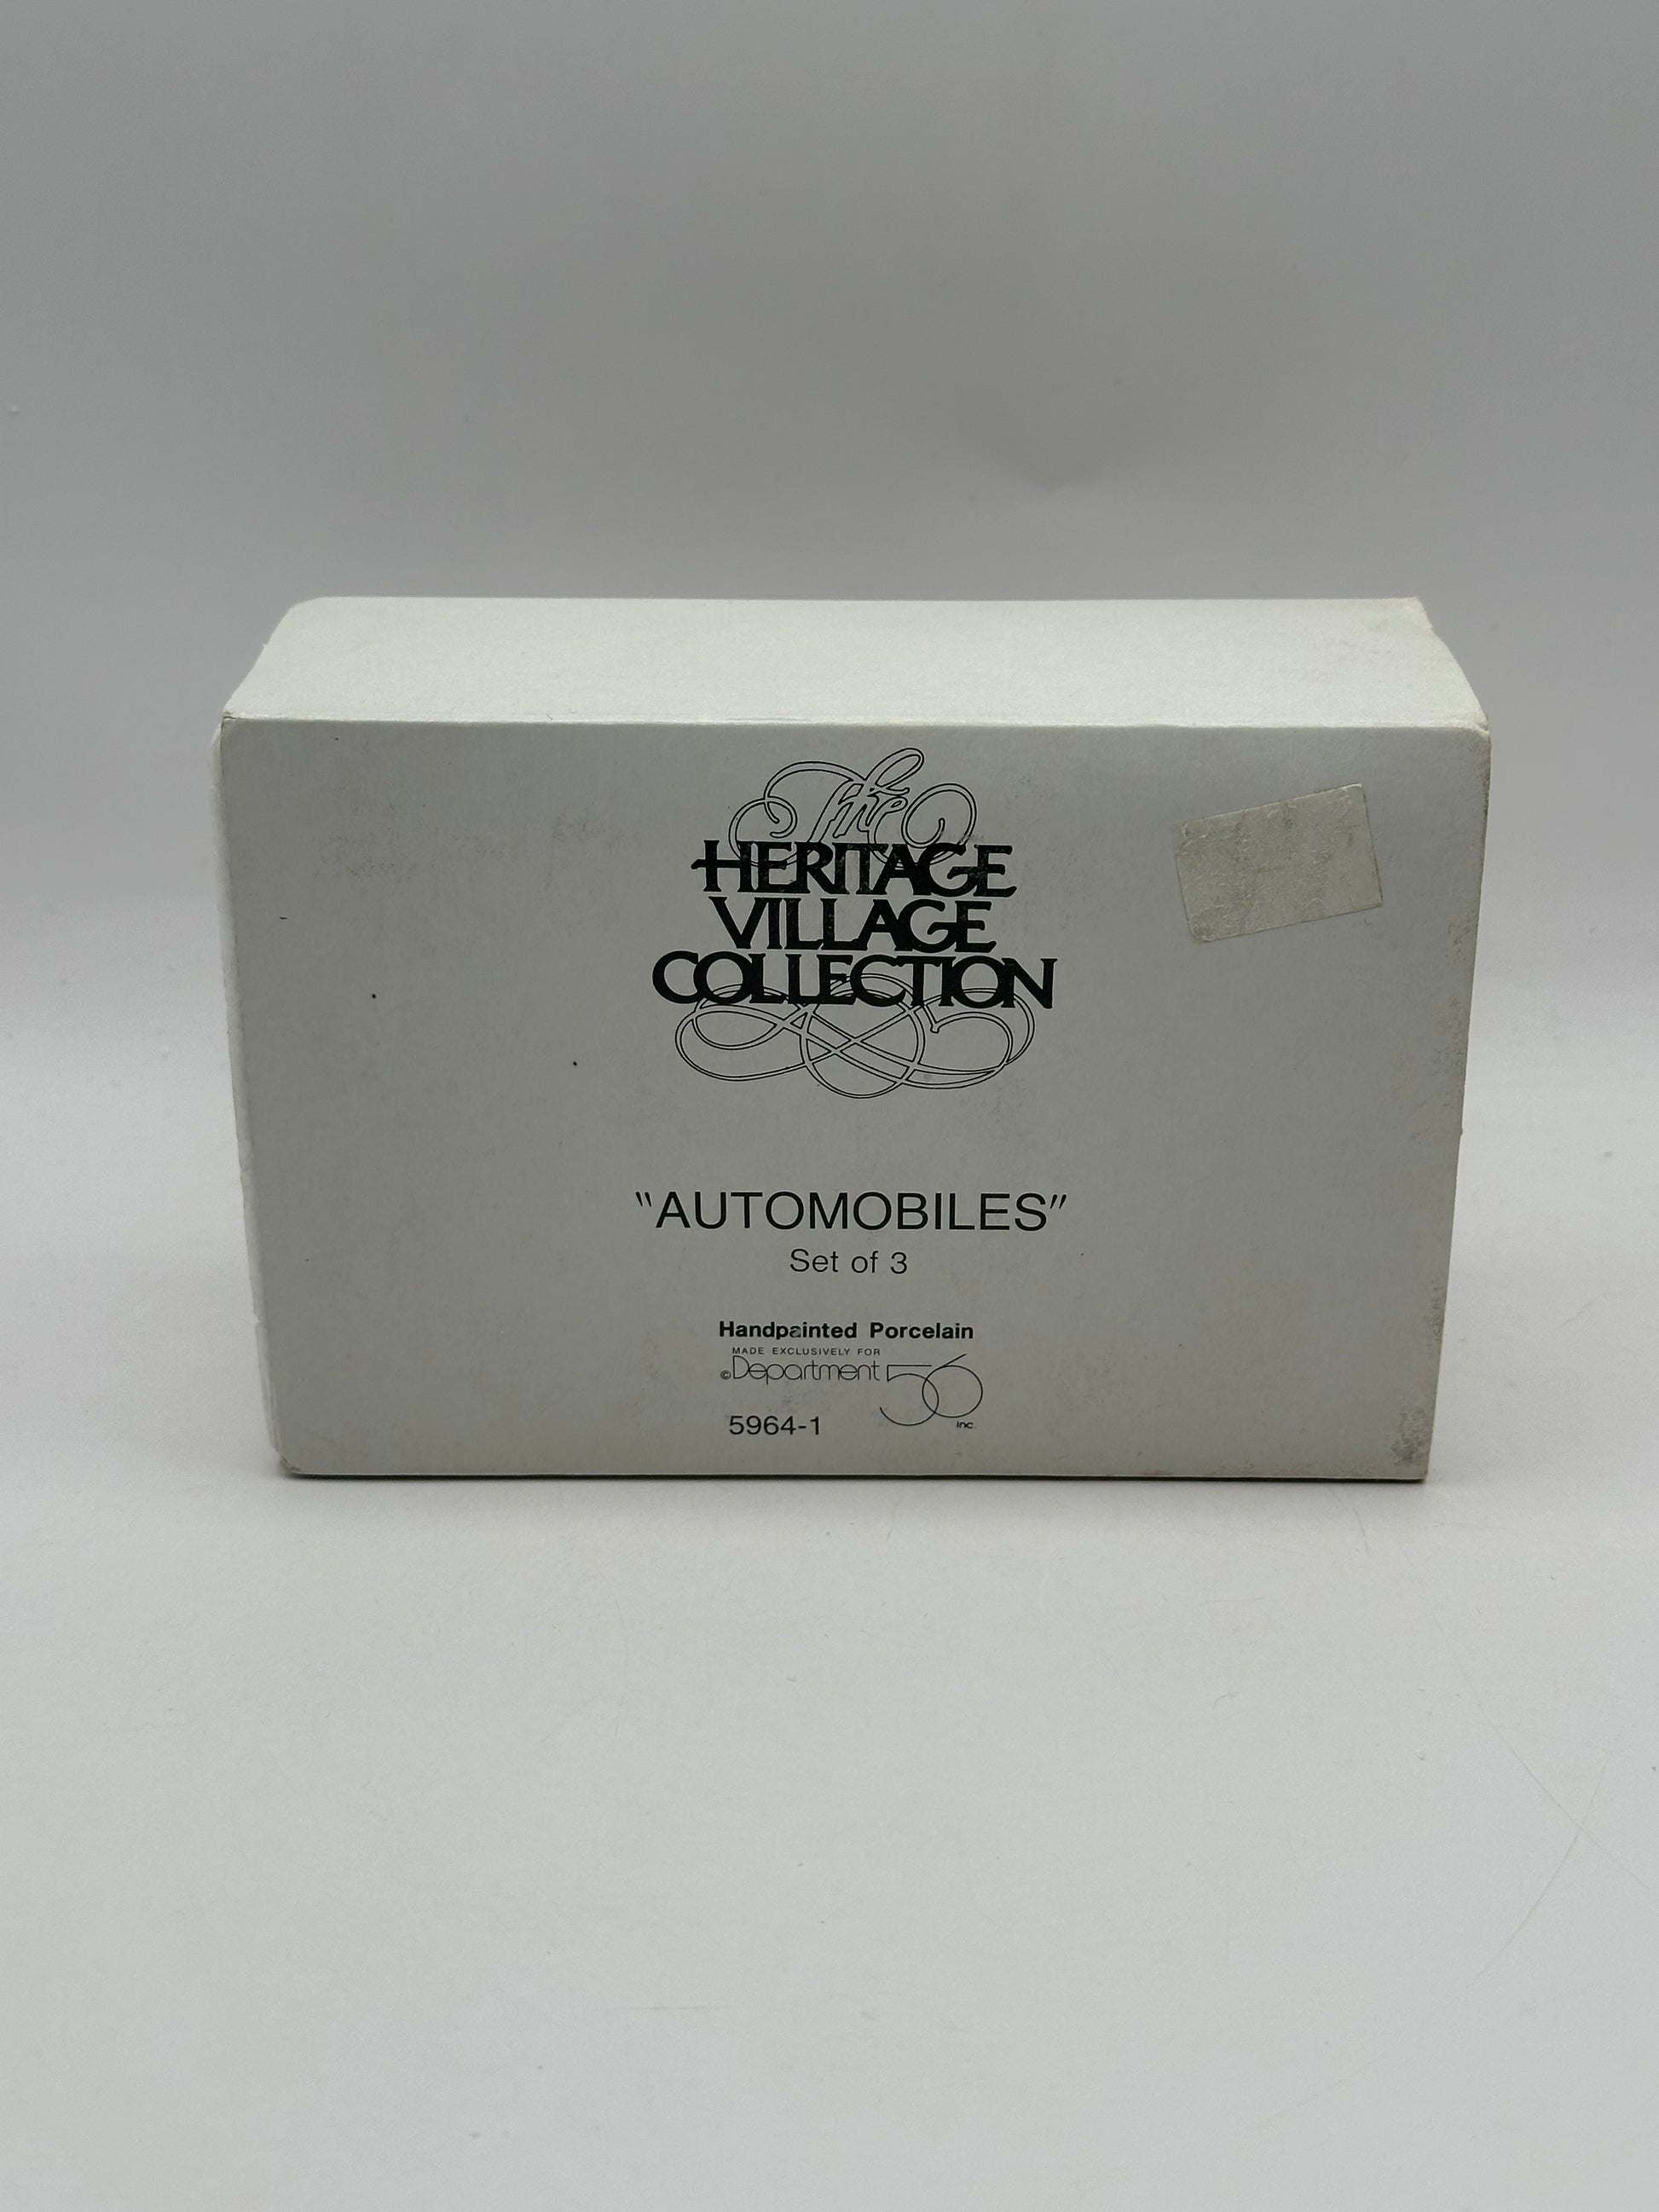 The
HERITAGE
VILLAGE
COLLECTION
"AUTOMOBILES"
Set of 3
Handpainted Porcelain
MADE EXCLUSIVELY FOR
©Department 56
inc.
5964-1